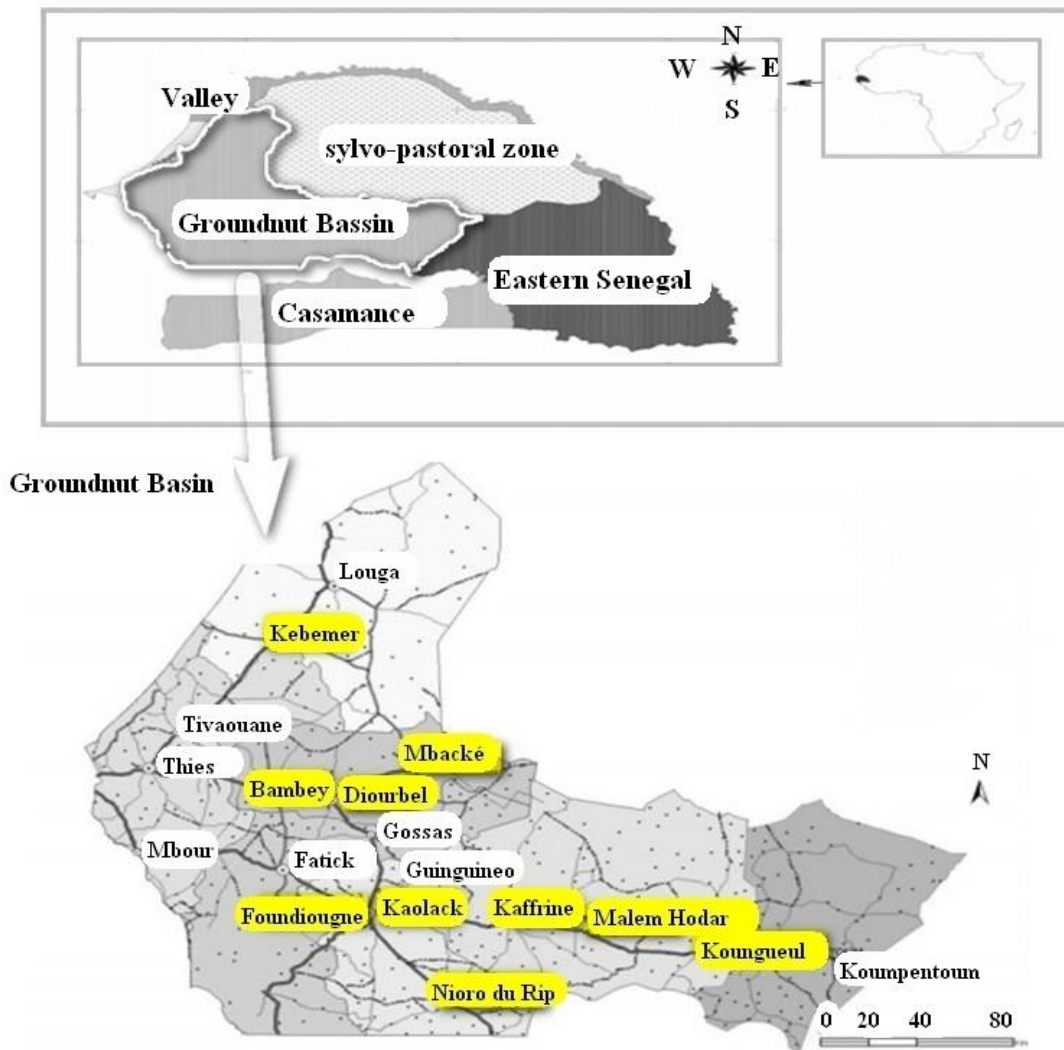 N
W E
S
Valley
sylvo-pastoral zone
Groundnut Bassin
Eastern Senegal
Casamance
Groundnut Basin
Louga
Kebemer
Tivaouane
Mbacké
Thies
Bambey
Diourbel
N
Gossas
Mbour
Fatick
Guinguineo
Foundiougne
Kaolack
Kaffrine
Malem Hodar
Koungueul
Koumpentoum
Nioro du Rip
0 20 40 80